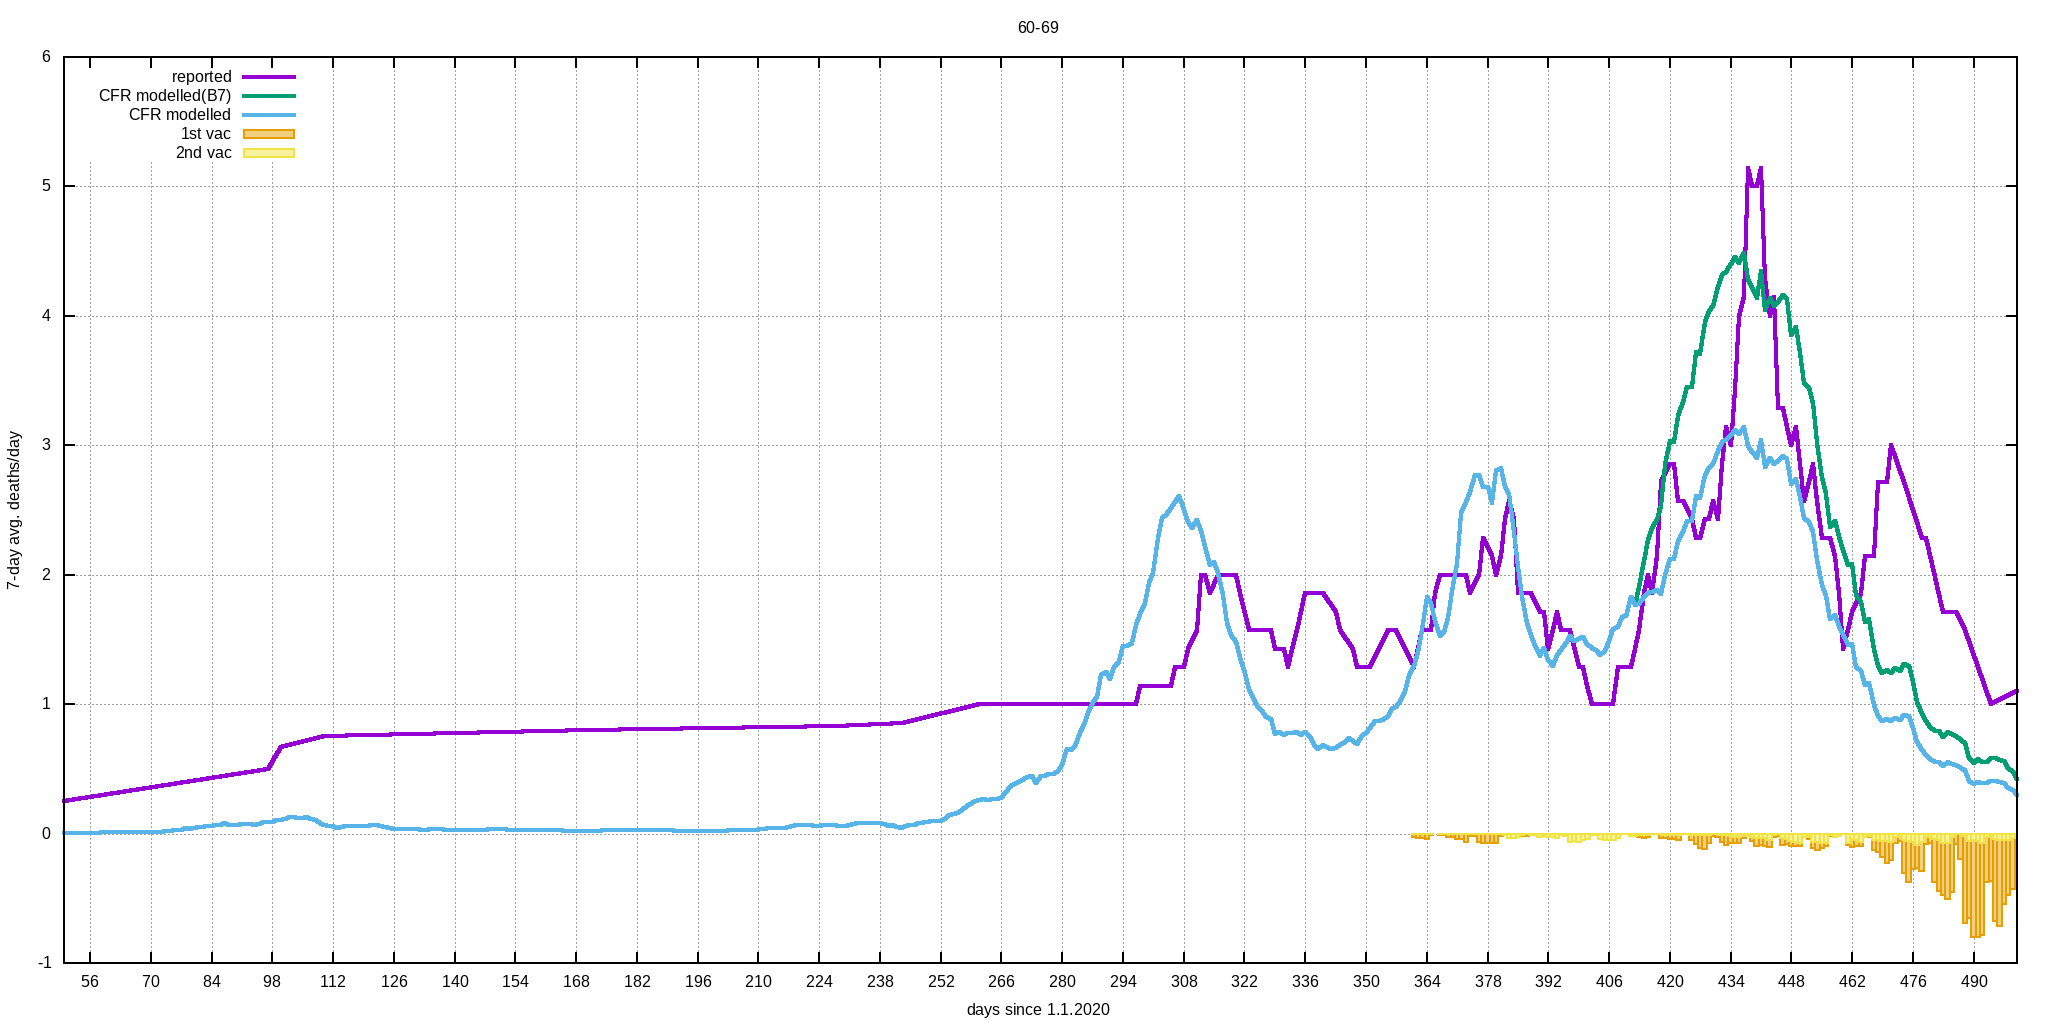 60-69
reported
CFR modelled(B7)
CFR modelled
1st vac
2nd vac
6
5
4
3
2
1
0
-1
7-day avg. deaths/day
56 70 84 98 112 126 140 154 168 182 196 210 224 238 252 266 280 294 308 322 336 350 364 378 392 406 420 434 448 462 476 490
days since 1.1.2020